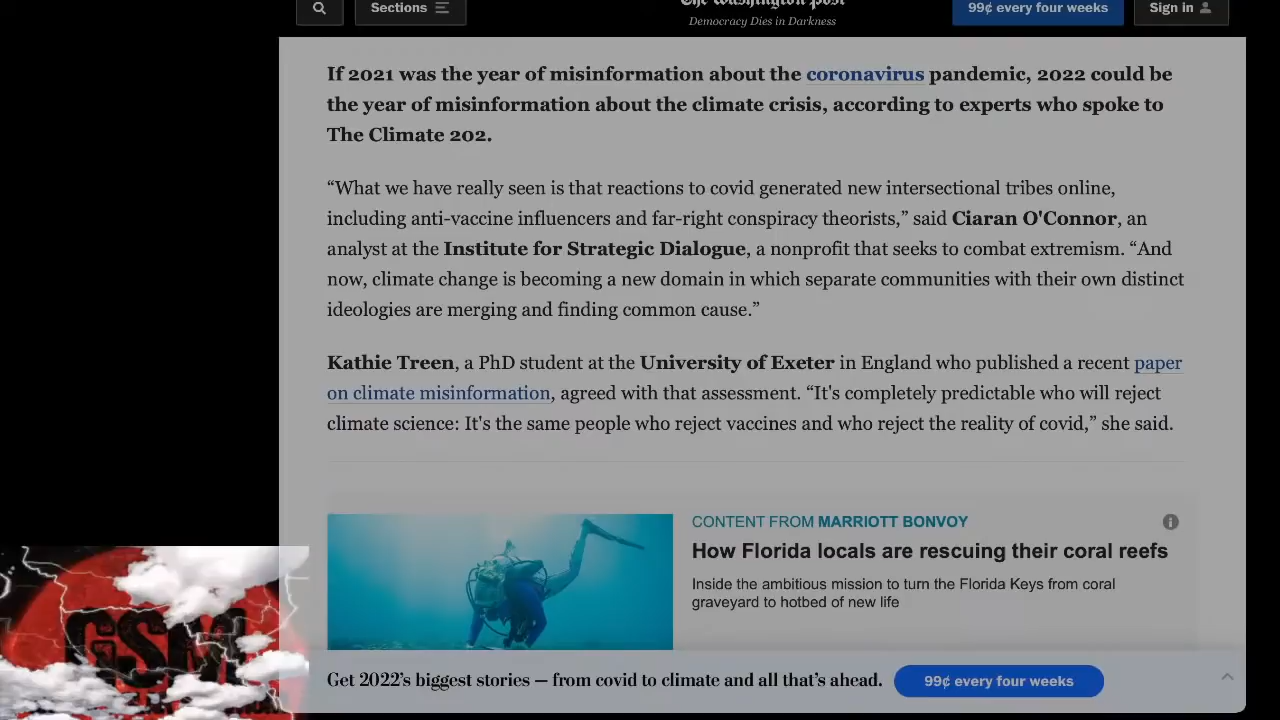 Sections
The Washington Post
Democracy Dies in Darkness
99¢ every four weeks
Sign in
If 2021 was the year of misinformation about the coronavirus pandemic, 2022 could be
the year of misinformation about the climate crisis, according to experts who spoke to
The Climate 202.
“What we have really seen is that reactions to covid generated new intersectional tribes online,
including anti-vaccine influencers and far-right conspiracy theorists,” said Ciaran O'Connor, an
analyst at the Institute for Strategic Dialogue, a nonprofit that seeks to combat extremism. “And
now, climate change is becoming a new domain in which separate communities with their own distinct
ideologies are merging and finding common cause.”
Kathie Treen, a PhD student at the University of Exeter in England who published a recent paper
on climate misinformation, agreed with that assessment. “It's completely predictable who will reject
climate science: It's the same people who reject vaccines and who reject the reality of covid,” she said.
CONTENT FROM MARRIOTT BONVOY
How Florida locals are rescuing their coral reefs
Inside the ambitious mission to turn the Florida Keys from coral
graveyard to hotbed of new life
GSM
Get 2022’s biggest stories — from covid to climate and all that’s ahead.
99¢ every four weeks